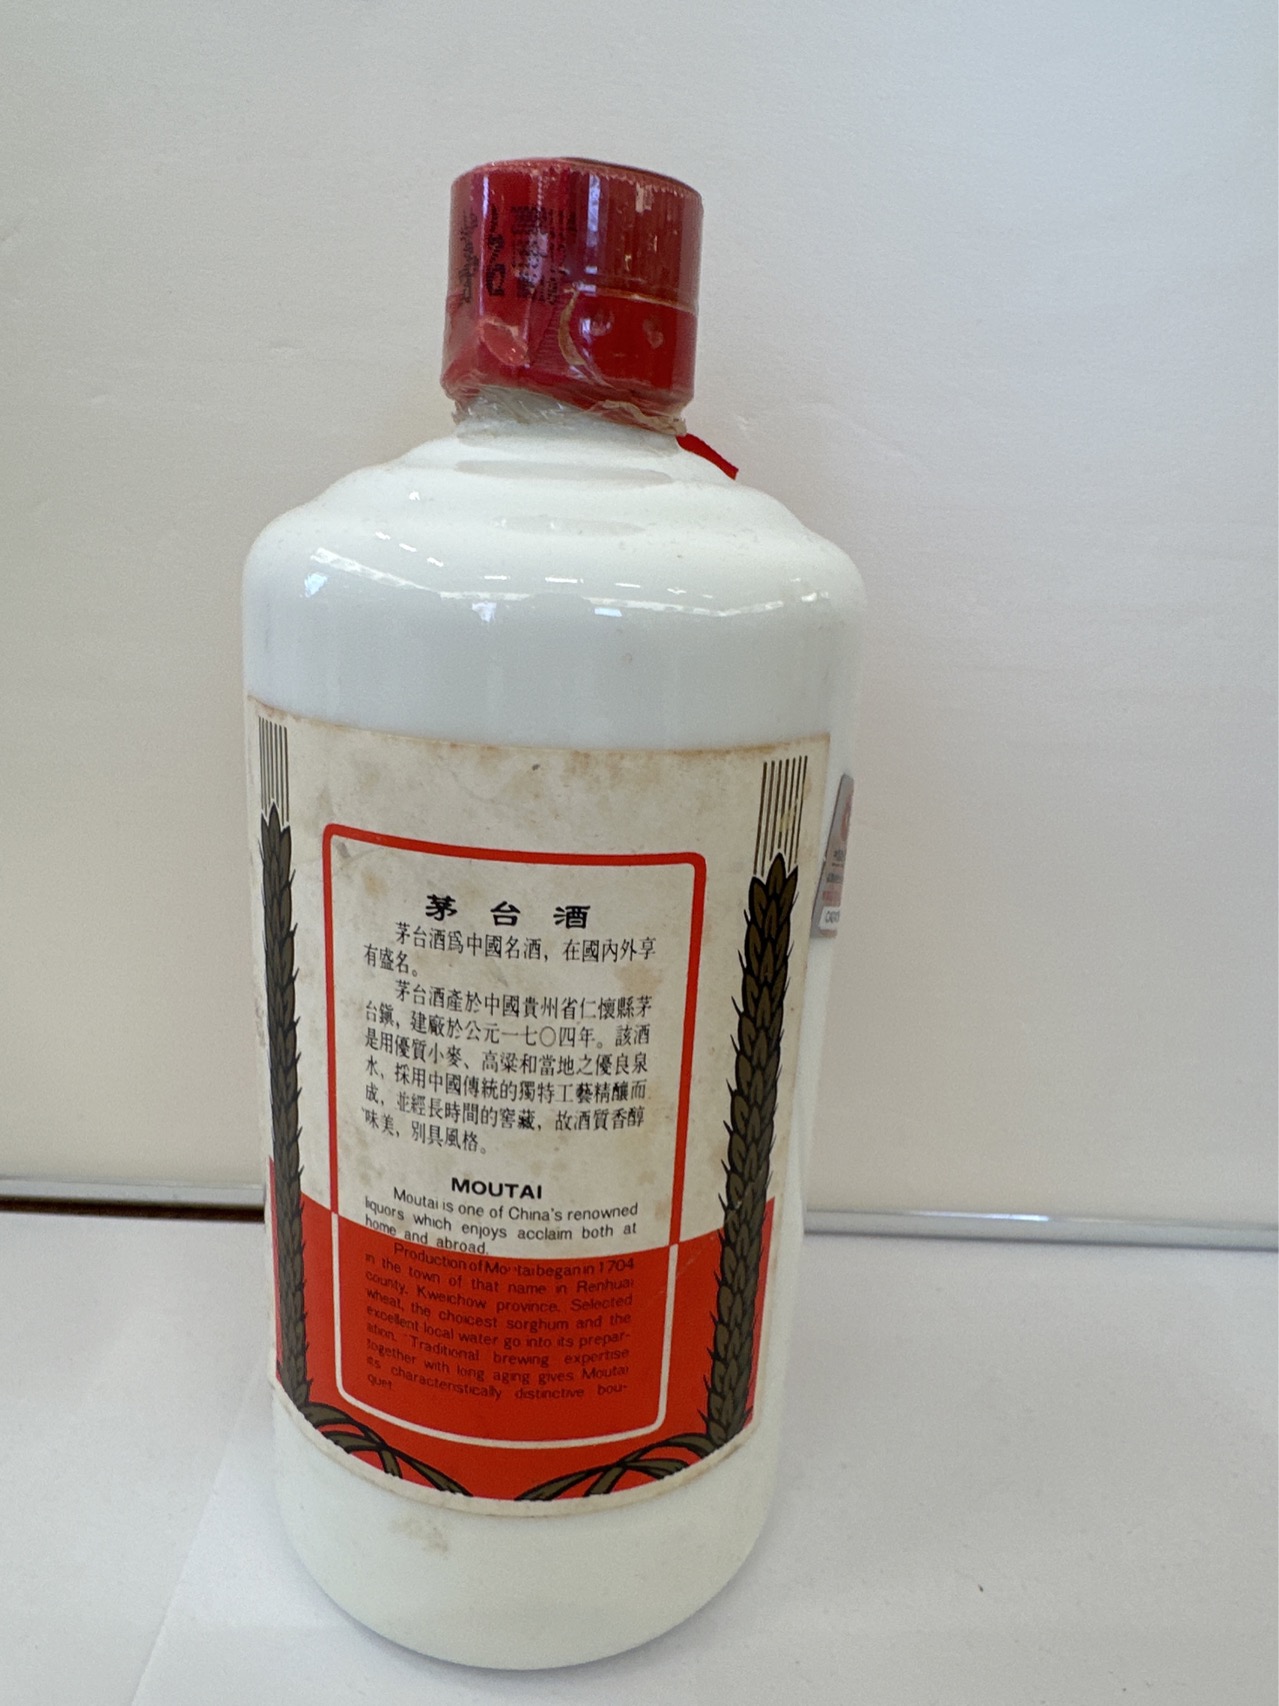 茅台酒
茅台酒爲中國名酒，在國內外享
有盛名。
茅台酒產於中國貴州省仁懷縣茅
台鎮，建廠於公元一七〇四年。該酒
是用優質小麥、高粱和當地之優良泉
水，採用中國傳統的獨特工藝精釀而
成，並經長時間的窖藏，故酒質香醇
味美，別具風格。
MOUTAI
Moutai is one of China's renowned
liquors which enjoys acclaim both at
home and abroad.
Production of Moutai began in 1704
in the town of that name in Renhuai
county, Kweichow province. Selected
wheat, the choicest sorghum and the
excellent local water go into its prepar-
ation. Traditional brewing expertise
together with long aging gives Moutai
its characteristically distinctive bou-
quet